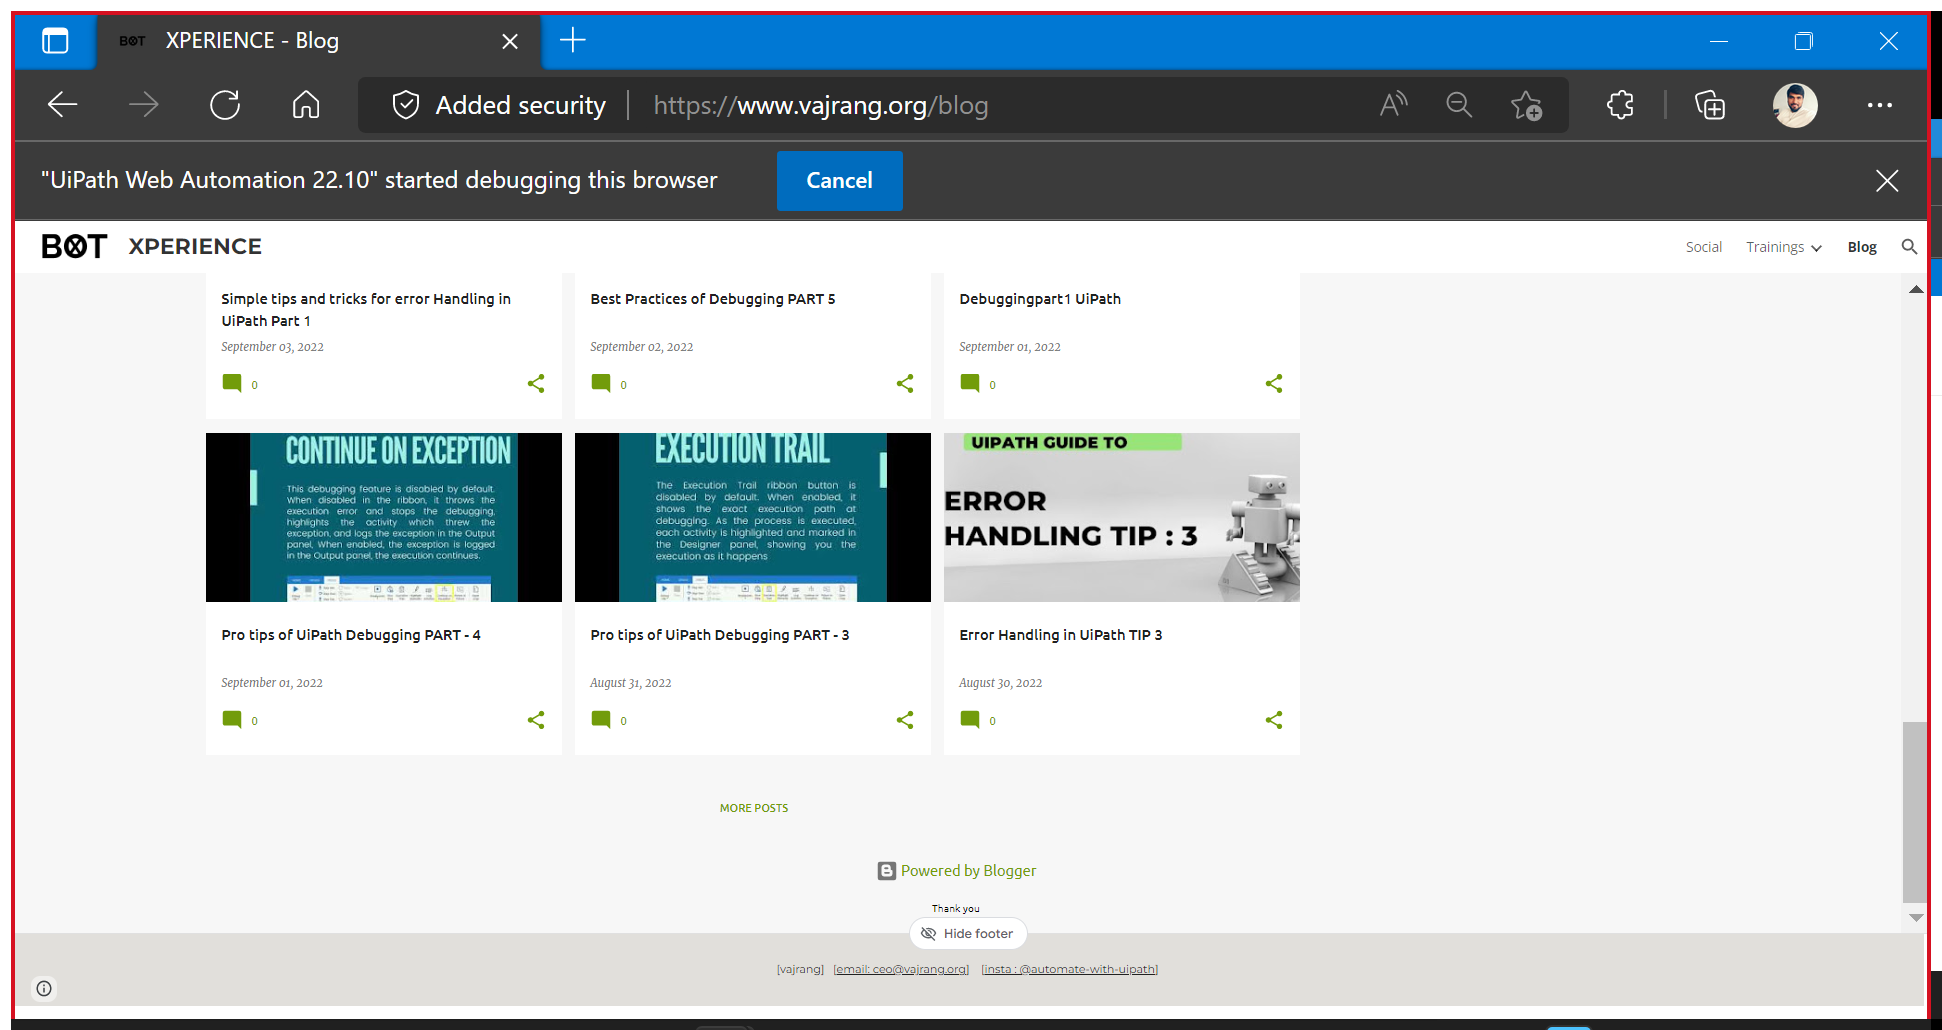 BOT XPERIENCE - Blog
Added security https://www.vajrang.org/blog
"UiPath Web Automation 22.10" started debugging this browser Cancel
BOT XPERIENCE Social Trainings Blog
Simple tips and tricks for error Handling in
UiPath Part 1
September 03, 2022
0
Best Practices of Debugging PART 5
September 02, 2022
0
Debuggingpart1 UiPath
September 01, 2022
0
CONTINUE ON EXCEPTION
This debugging feature is disabled by default.
When disabled in the ribbon, it throws the
execution error and stops the debugging,
highlights the activity which threw the
exception, and logs the exception in the Output
panel. When enabled, the exception is logged
in the Output panel, the execution continues.
Pro tips of UiPath Debugging PART - 4
September 01, 2022
0
EXECUTION TRAIL
The Execution Trail ribbon button is
disabled by default. When enabled, it
shows the exact execution path at
debugging. As the process is executed,
each activity is highlighted and marked in
the Designer panel, showing you the
execution as it happens
Pro tips of UiPath Debugging PART - 3
August 31, 2022
0
UIPATH GUIDE TO
ERROR
HANDLING TIP : 3
Error Handling in UiPath TIP 3
August 30, 2022
0
MORE POSTS
Powered by Blogger
Thank you
Hide footer
[vajrang] [email: ceo@vajrang.org] [insta : @automate-with-uipath]